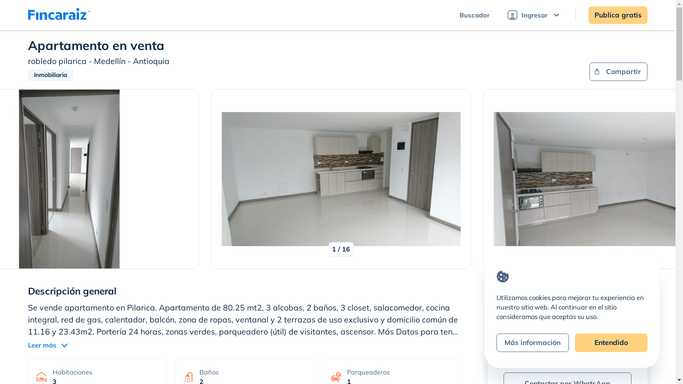 Fincaraiz
Buscador
Ingresar
Publica gratis
Apartamento en venta
robledo pilarica - Medellín - Antioquia
Inmobiliaria
Compartir
1 / 16
Descripción general
Se vende apartamento en Pilarica. Apartamento de 80.25 mt2, 3 alcobas, 2 baños, 3 closet, salacomedor, cocina
integral, red de gas, calentador, balcón, zona de ropas, ventanal y 2 terrazas de uso exclusivo y domicilio común de
11.16 y 23.43m2. Portería 24 horas, zonas verdes, parqueadero (útil) de visitantes, ascensor. Más Datos para ten...
Leer más
Habitaciones
3
Baños
2
Parqueaderos
1
Utilizamos cookies para mejorar tu experiencia en
nuestro sitio web. Al continuar en el sitio
consideramos que aceptas su uso.
Más información
Entendido
Contactar por WhatsApp